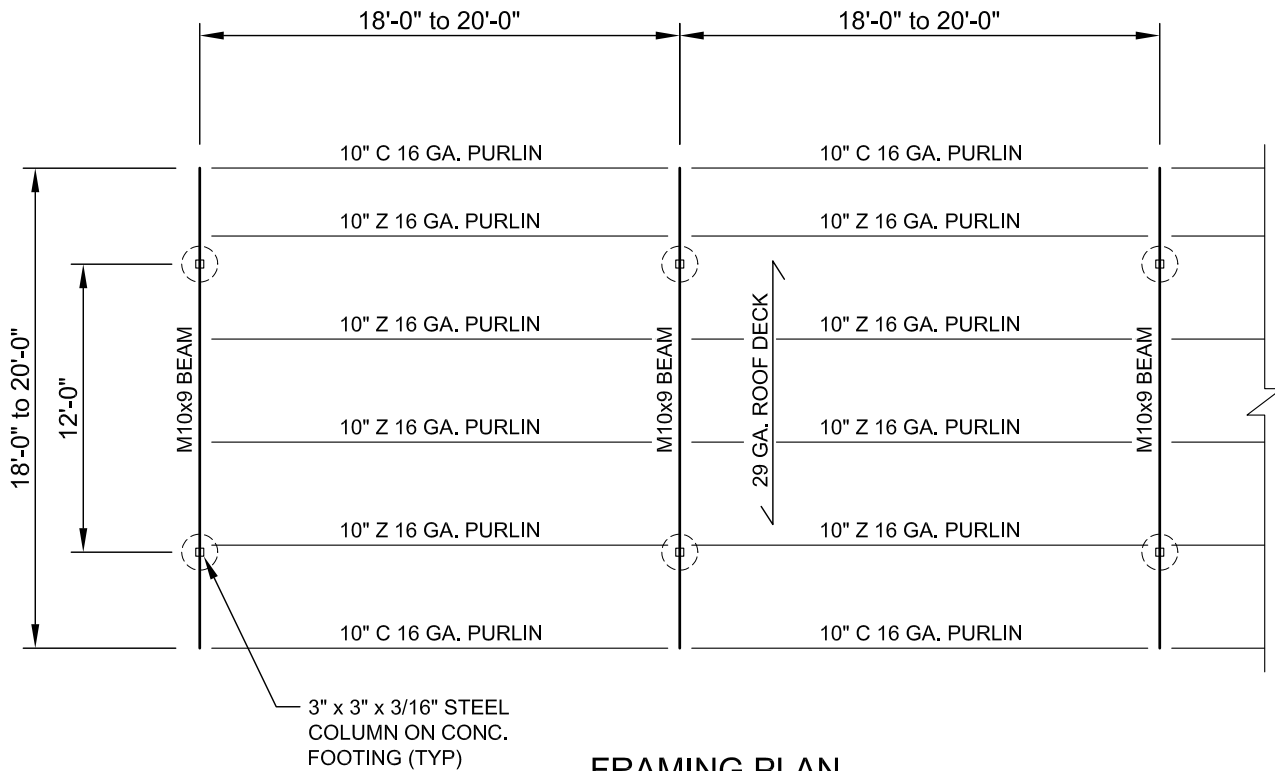 18'-0" to 20'-0"
18'-0" to 20'-0"
10" C 16 GA. PURLIN
10" C 16 GA. PURLIN
10" Z 16 GA. PURLIN
10" Z 16 GA. PURLIN
18'-0" to 20'-0"
12'-0"
M10x9 BEAM
10" Z 16 GA. PURLIN
M10x9 BEAM
29 GA. ROOF DECK
10" Z 16 GA. PURLIN
M10x9 BEAM
10" Z 16 GA. PURLIN
10" Z 16 GA. PURLIN
10" Z 16 GA. PURLIN
10" Z 16 GA. PURLIN
10" C 16 GA. PURLIN
10" C 16 GA. PURLIN
3" x 3" x 3/16" STEEL
COLUMN ON CONC.
FOOTING (TYP)
FRAMING PLAN